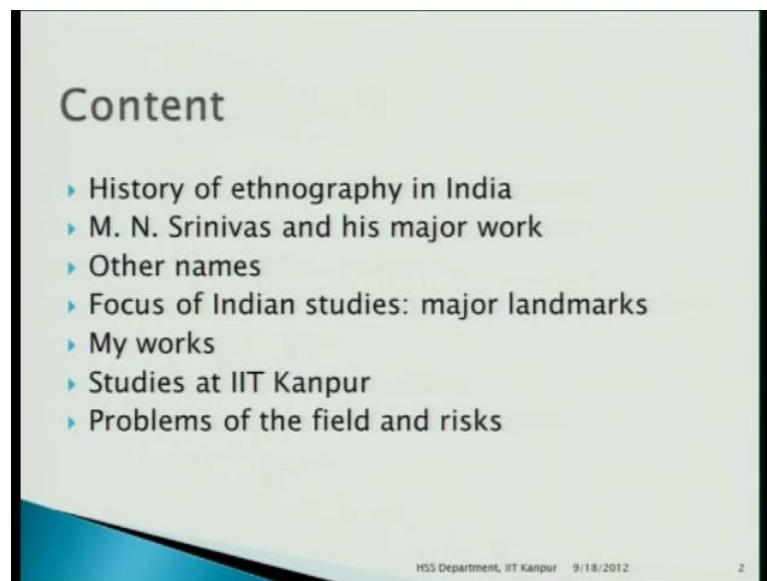 Content
History of ethnography in India
M. N. Srinivas and his major work
Other names
Focus of Indian studies: major landmarks
My works
Studies at IIT Kanpur
Problems of the field and risks
HSS Department, IIT Kanpur 9/18/2012 2